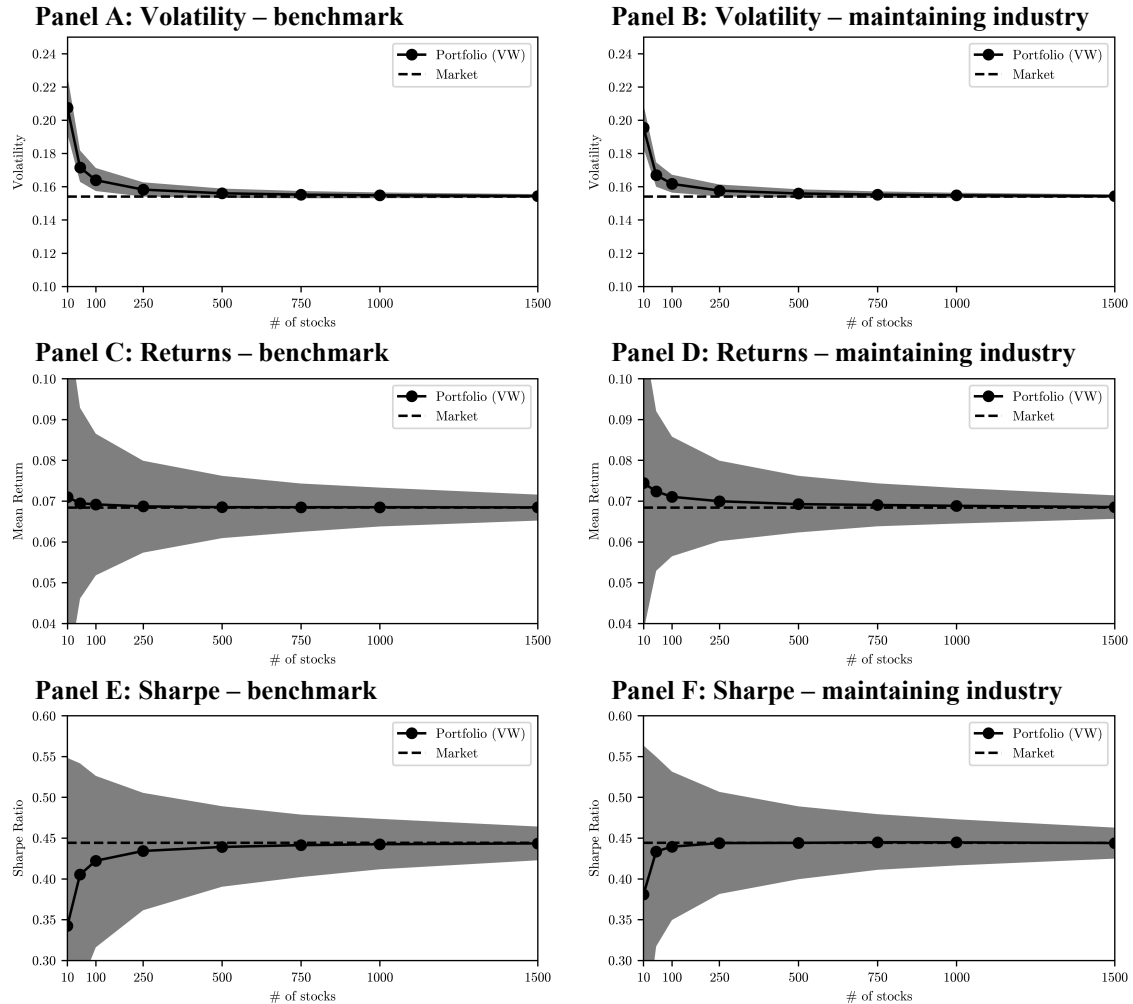 Panel A: Volatility – benchmark
0.24
0.22
0.20
0.18
0.16
0.14
0.12
0.10
Volatility
Portfolio (VW)
Market
10 100 250 500 750 1000 1500
# of stocks
Panel B: Volatility – maintaining industry
0.24
0.22
0.20
0.18
0.16
0.14
0.12
0.10
Volatility
Portfolio (VW)
Market
10 100 250 500 750 1000 1500
# of stocks
Panel C: Returns – benchmark
0.10
0.09
0.08
0.07
0.06
0.05
0.04
Mean Return
Portfolio (VW)
Market
10 100 250 500 750 1000 1500
# of stocks
Panel D: Returns – maintaining industry
0.10
0.09
0.08
0.07
0.06
0.05
0.04
Mean Return
Portfolio (VW)
Market
10 100 250 500 750 1000 1500
# of stocks
Panel E: Sharpe – benchmark
0.60
0.55
0.50
0.45
0.40
0.35
0.30
Sharpe Ratio
Portfolio (VW)
Market
10 100 250 500 750 1000 1500
# of stocks
Panel F: Sharpe – maintaining industry
0.60
0.55
0.50
0.45
0.40
0.35
0.30
Sharpe Ratio
Portfolio (VW)
Market
10 100 250 500 750 1000 1500
# of stocks